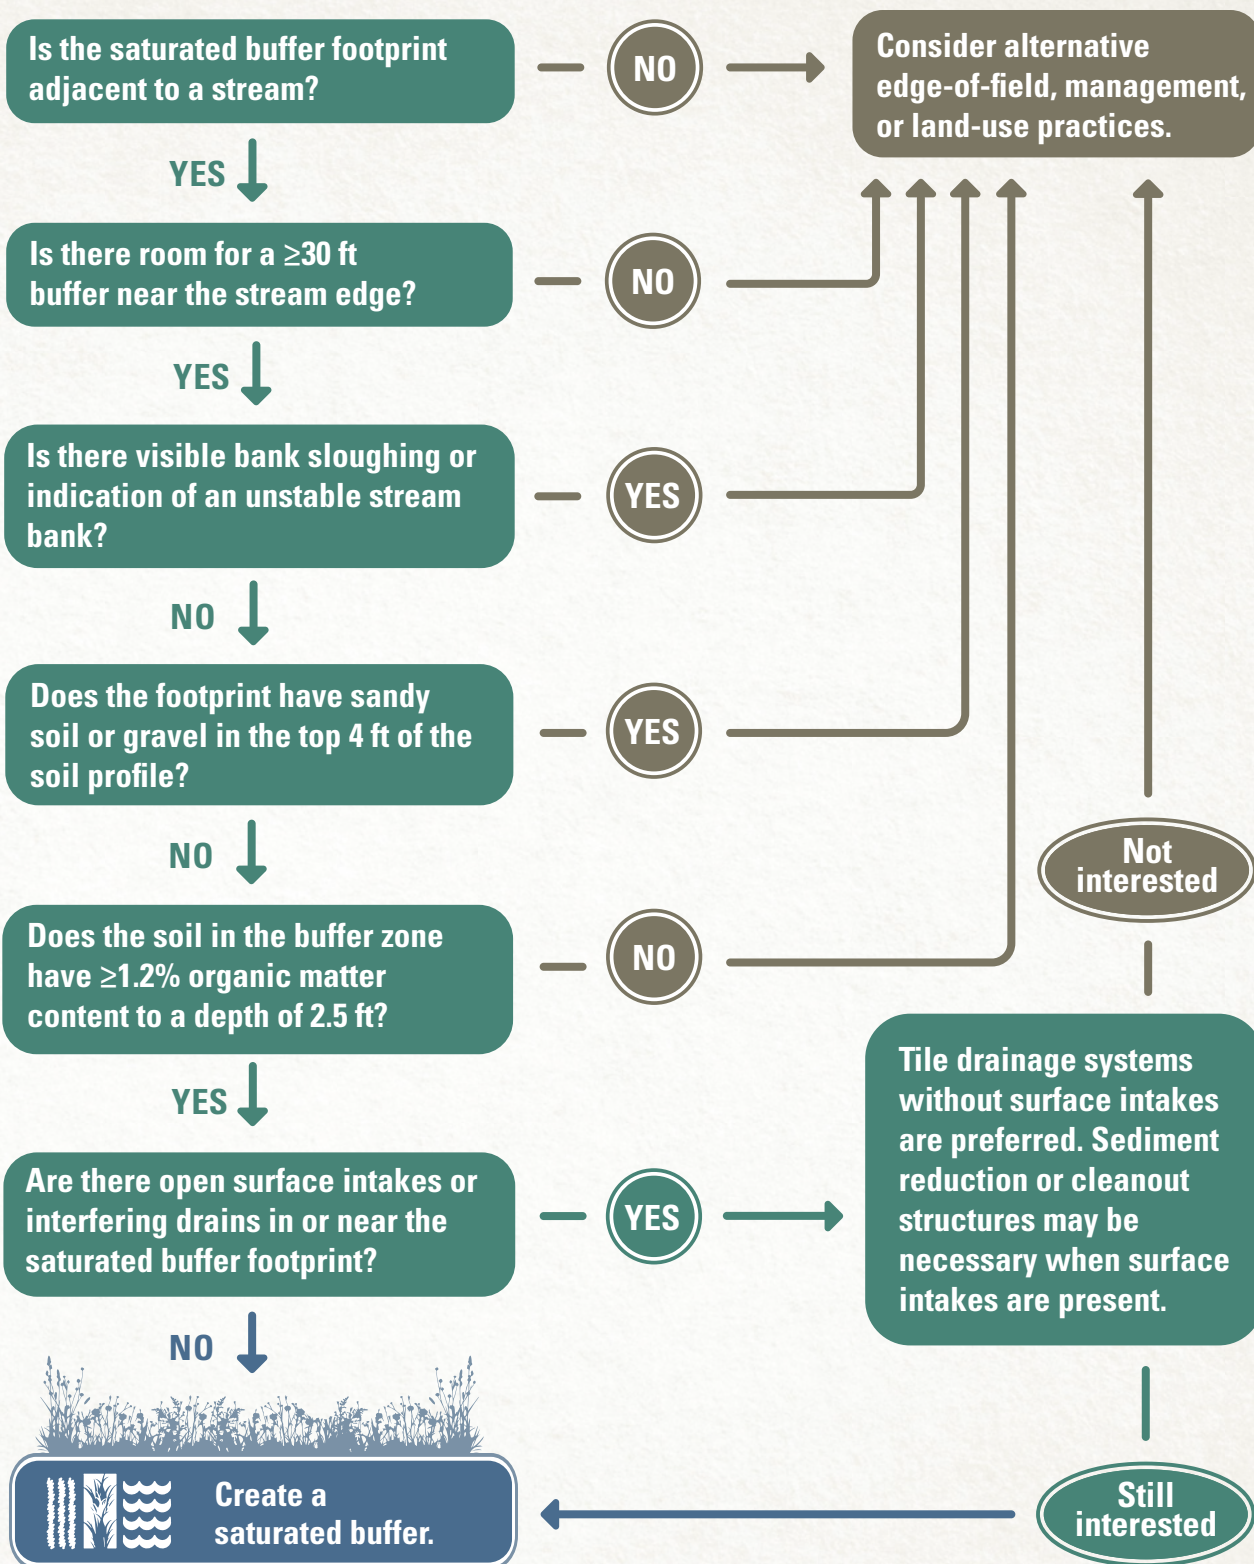 Is the saturated buffer footprint
adjacent to a stream?
NO
Consider alternative
edge-of-field, management,
or land-use practices.
YES
Is there room for a ≥30 ft
buffer near the stream edge?
NO
YES
Is there visible bank sloughing or
indication of an unstable stream
bank?
YES
NO
Does the footprint have sandy
soil or gravel in the top 4 ft of the
soil profile?
YES
NO
Not
interested
Does the soil in the buffer zone
have ≥1.2% organic matter
content to a depth of 2.5 ft?
NO
YES
Tile drainage systems
without surface intakes
are preferred. Sediment
reduction or cleanout
structures may be
necessary when surface
intakes are present.
Are there open surface intakes or
interfering drains in or near the
saturated buffer footprint?
YES
NO
Create a
saturated buffer.
Still
interested